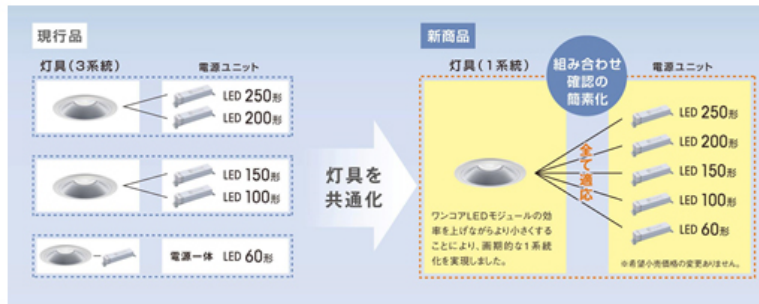 現行品
灯具(3系統)
電源ユニット
LED 250形
LED 200形
LED 150形
LED 100形
電源一体 LED 60形
灯具を
共通化
新商品
灯具(1系統)
組み合わせ
確認の
簡素化
電源ユニット
LED 250形
LED 200形
LED 150形
LED 100形
LED 60形
全て適応
ワンコアLEDモジュールの効
率を上げながらより小さくする
ことにより、画期的な1系統
化を実現しました。
※希望小売価格の変更ありません。